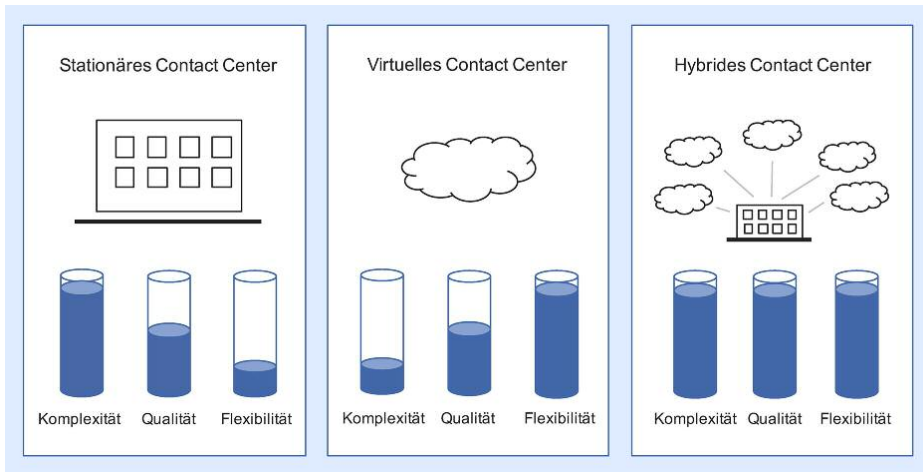 Stationäres Contact Center
Komplexität Qualität Flexibilität
Virtuelles Contact Center
Komplexität Qualität Flexibilität
Hybrides Contact Center
Komplexität Qualität Flexibilität